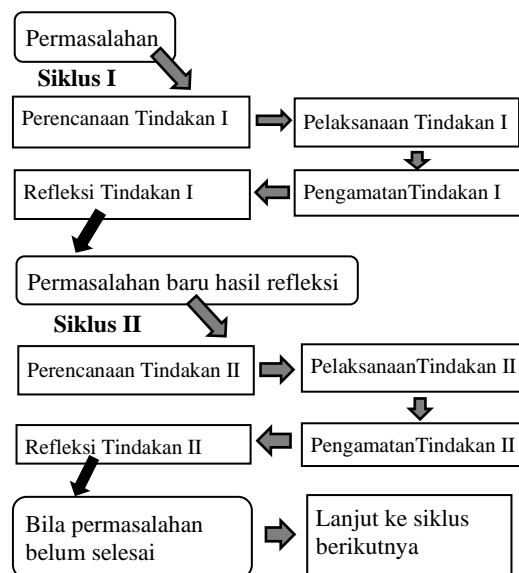 Permasalahan
Siklus I
Perencanaan Tindakan I
Pelaksanaan Tindakan I
Refleksi Tindakan I
PengamatanTindakan I
Permasalahan baru hasil refleksi
Siklus II
Perencanaan Tindakan II
PelaksanaanTindakan II
Refleksi Tindakan II
PengamatanTindakan II
Bila permasalahan
belum selesai
Lanjut ke siklus
berikutnya